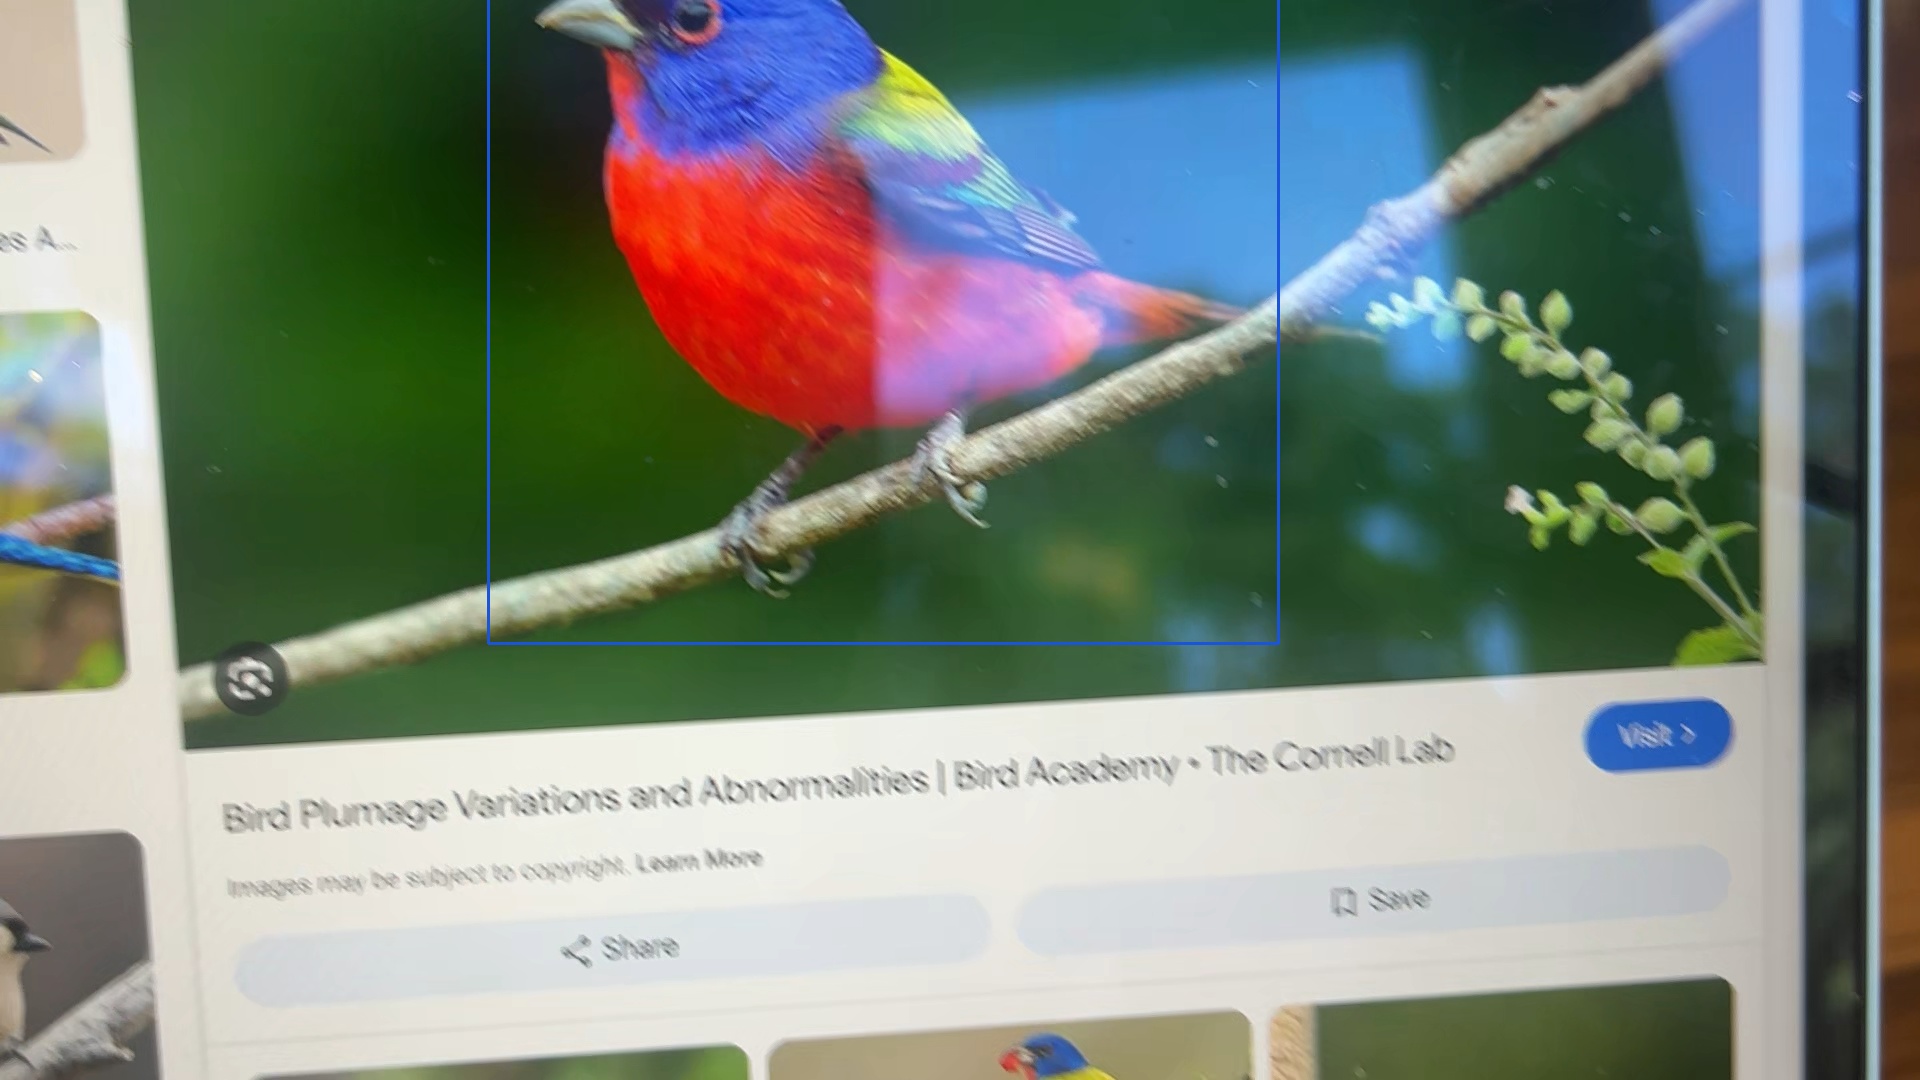 es A...
Visit >
Bird Plumage Variations and Abnormalities | Bird Academy • The Cornell Lab
Images may be subject to copyright. Learn More
Share
Save